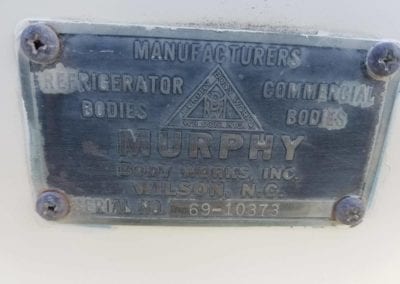 MANUFACTURERS
REFRIGERATOR COMMERCIAL
BODIES BODIES
MURPHY
BODY WORKS, INC.
WILSON, N.C.
SERIAL NO. 69-10373